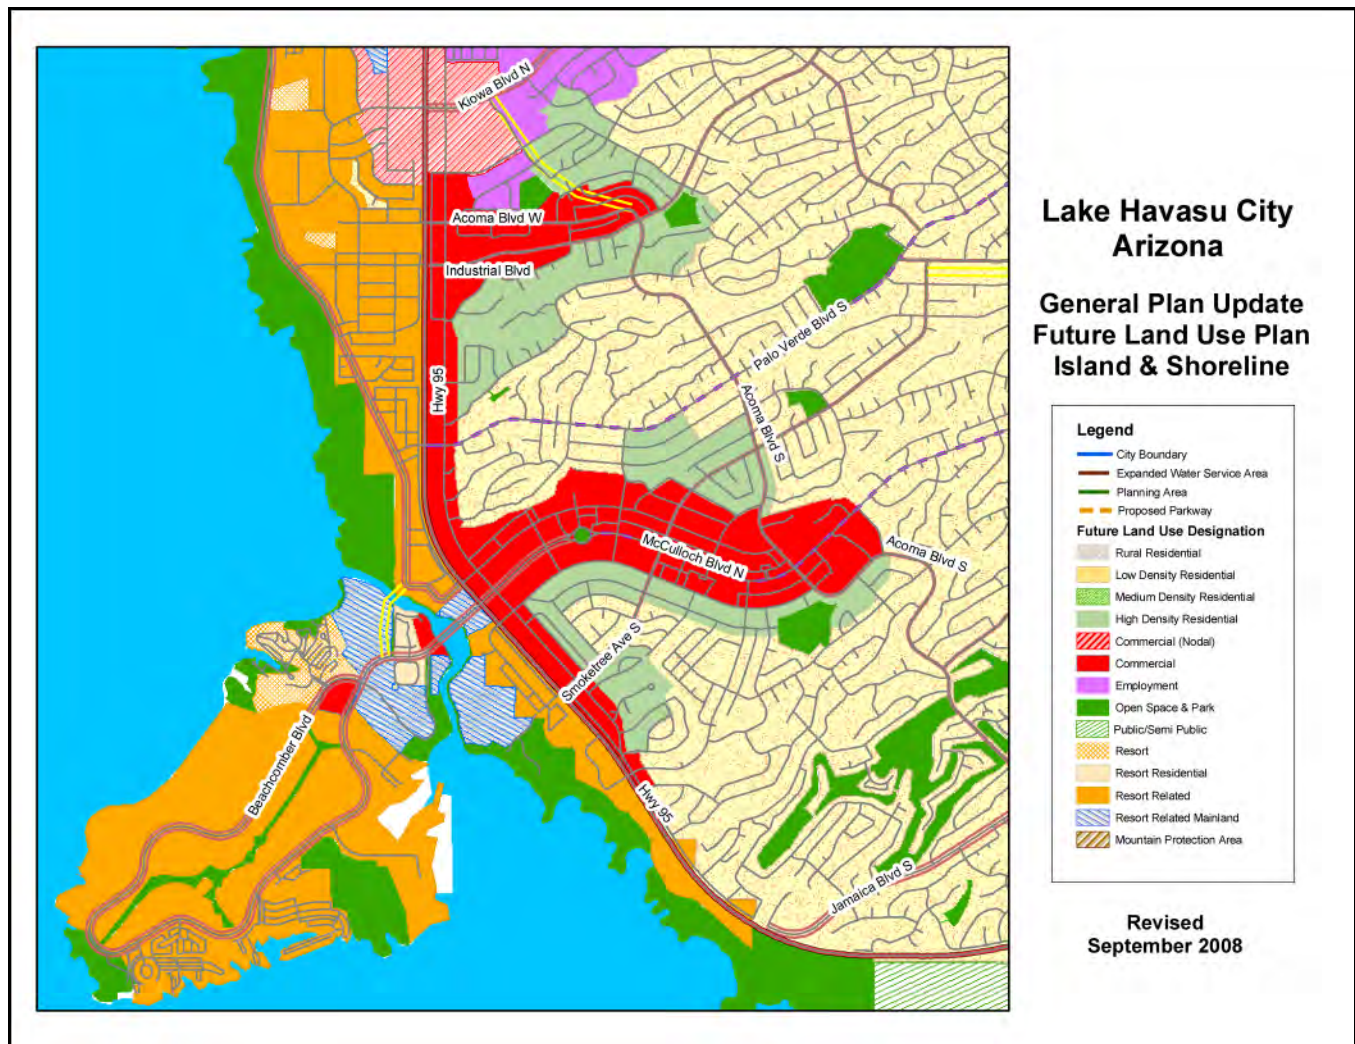 Kiowa Blvd N
Acoma Blvd W
Industrial Blvd
Palo Verde Blvd S
Hwy 95
Acoma Blvd S
McCulloch Blvd N
Acoma Blvd S
Smoketree Ave S
Beachcomber Blvd
Hwy 95
Jamaica Blvd S
Lake Havasu City
Arizona
General Plan Update
Future Land Use Plan
Island & Shoreline
Legend
City Boundary
Expanded Water Service Area
Planning Area
Proposed Parkway
Future Land Use Designation
Rural Residential
Low Density Residential
Medium Density Residential
High Density Residential
Commercial (Nodal)
Commercial
Employment
Open Space & Park
Public/Semi Public
Resort
Resort Residential
Resort Related
Resort Related Mainland
Mountain Protection Area
Revised
September 2008